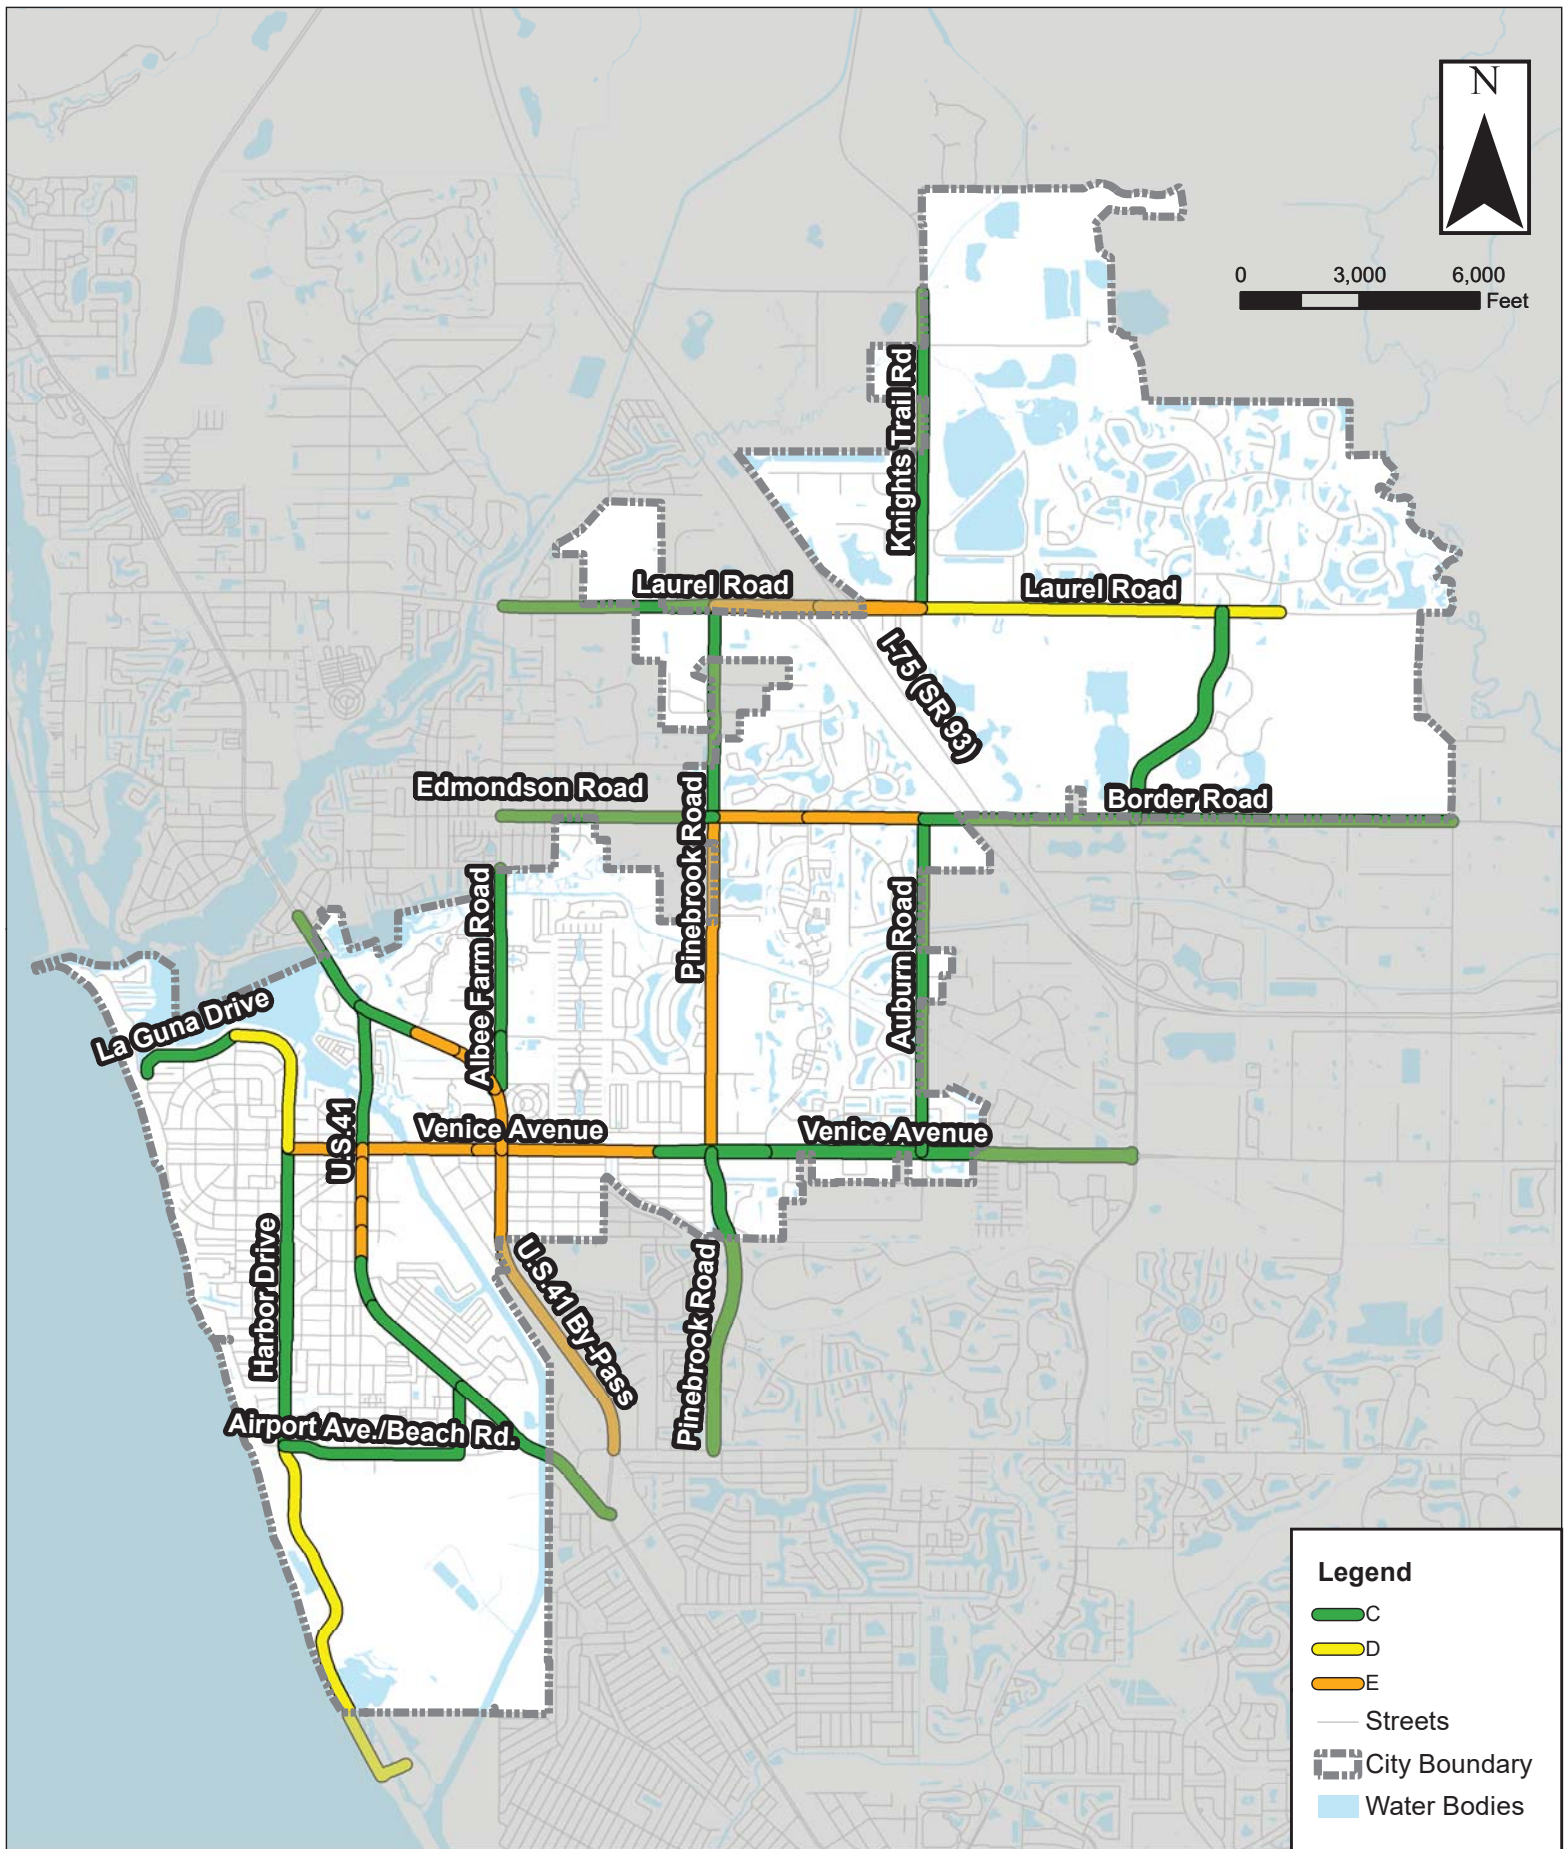 N
0 3,000 6,000
Feet
Knights Trail Rd
Laurel Road
Laurel Road
I-75 (SR 93)
Edmondson Road
Pinebrook Road
Border Road
Albee Farm Road
Auburn Road
La Guna Drive
U.S.41
Venice Avenue
Venice Avenue
Harbor Drive
U.S.41 By-Pass
Pinebrook Road
Airport Ave./Beach Rd.
Legend
C
D
E
Streets
City Boundary
Water Bodies